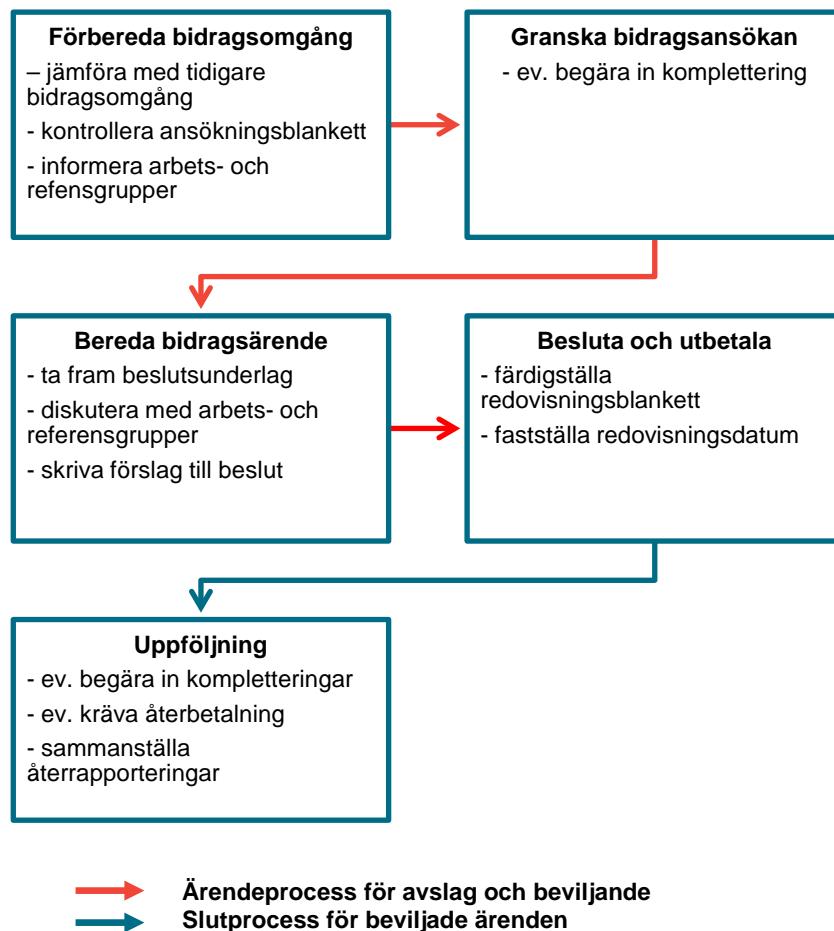 Förbereda bidragsomgång
– jämföra med tidigare
bidragsomgång
- kontrollera ansökningsblankett
- informera arbets- och
refensgrupper
Granska bidragsansökan
- ev. begära in komplettering
Bereda bidragsärende
- ta fram beslutsunderlag
- diskutera med arbets- och
referensgrupper
- skriva förslag till beslut
Besluta och utbetala
- färdigställa
redovisningsblankett
- fastställa redovisningsdatum
Uppföljning
- ev. begära in kompletteringar
- ev. kräva återbetalning
- sammanställa
återrapporteringar
Ärendeprocess för avslag och beviljande
Slutprocess för beviljade ärenden